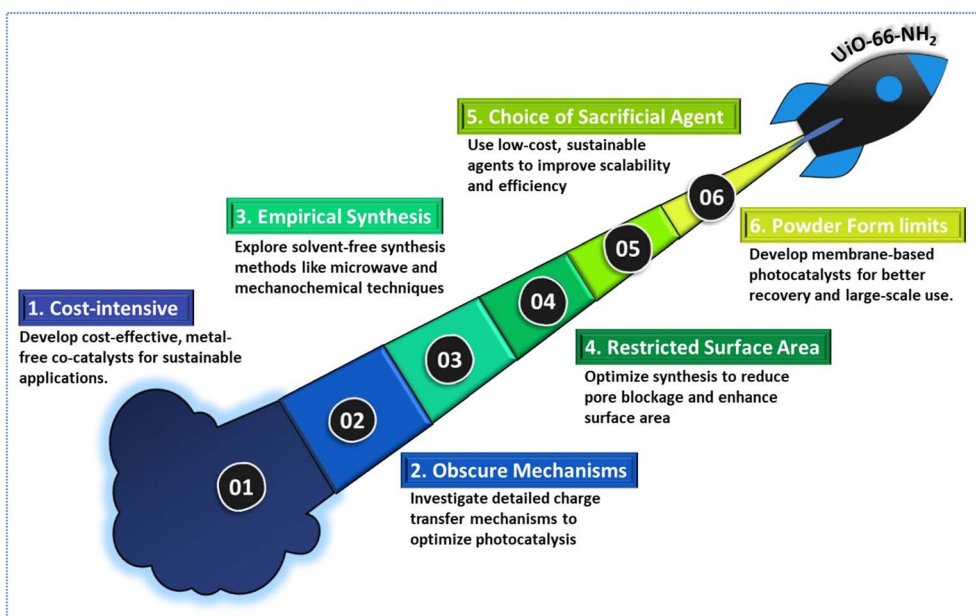 UiO-66-NH₂
5. Choice of Sacrificial Agent
Use low-cost, sustainable
agents to improve scalability
and efficiency
06
6. Powder Form limits
Develop membrane-based
photocatalysts for better
recovery and large-scale use.
3. Empirical Synthesis
Explore solvent-free synthesis
methods like microwave and
mechanochemical techniques
05
04
4. Restricted Surface Area
Optimize synthesis to reduce
pore blockage and enhance
surface area
1. Cost-intensive
Develop cost-effective, metal-
free co-catalysts for sustainable
applications.
03
02
2. Obscure Mechanisms
Investigate detailed charge
transfer mechanisms to
optimize photocatalysis
01